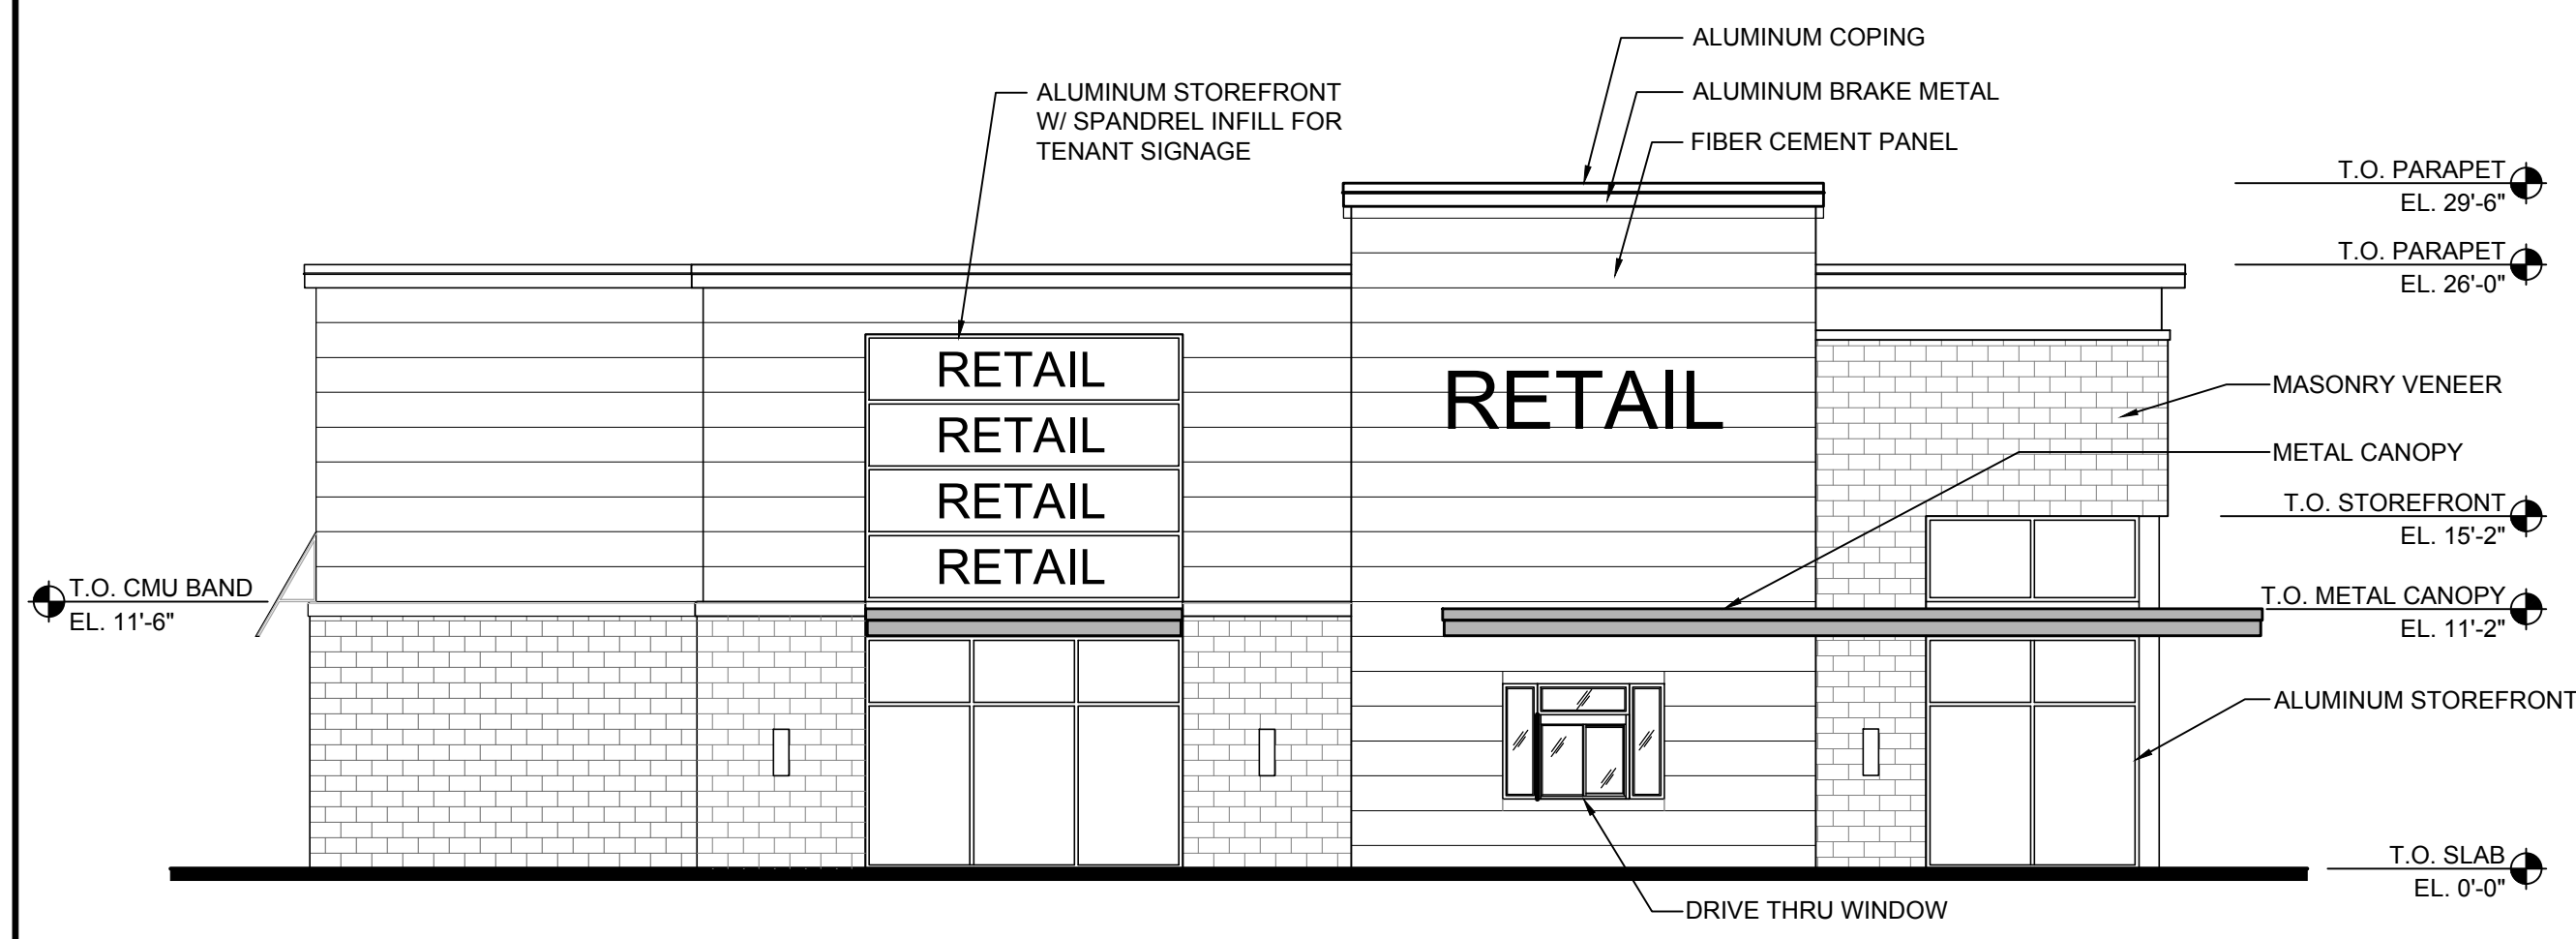 ALUMINUM COPING
ALUMINUM BRAKE METAL
FIBER CEMENT PANEL
ALUMINUM STOREFRONT
W/ SPANDREL INFILL FOR
TENANT SIGNAGE
T.O. PARAPET
EL. 29'-6"
T.O. PARAPET
EL. 26'-0"
RETAIL
RETAIL
RETAIL
RETAIL
RETAIL
MASONRY VENEER
METAL CANOPY
T.O. STOREFRONT
EL. 15'-2"
T.O. CMU BAND
EL. 11'-6"
T.O. METAL CANOPY
EL. 11'-2"
ALUMINUM STOREFRONT
T.O. SLAB
EL. 0'-0"
DRIVE THRU WINDOW